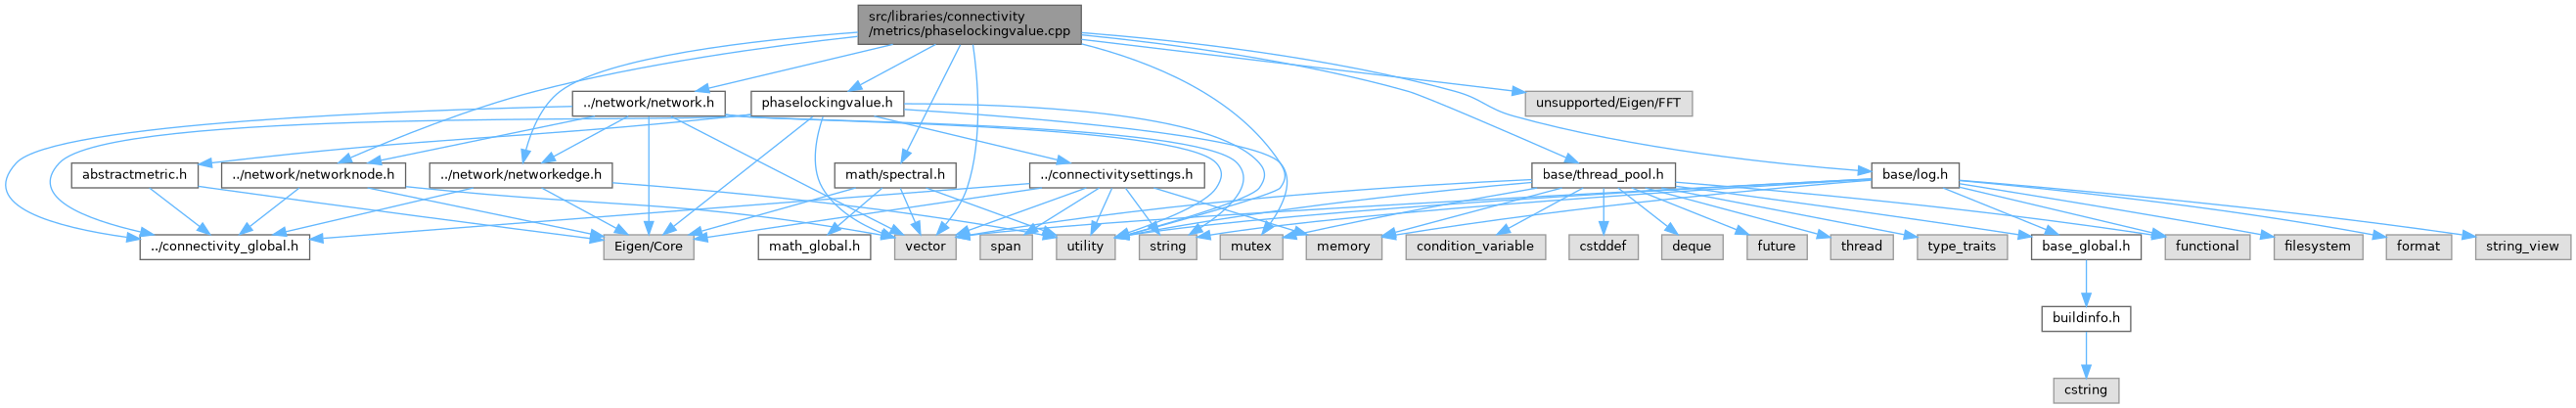 src/libraries/connectivity
/metrics/phaselockingvalue.cpp
../network/network.h
phaselockingvalue.h
unsupported/Eigen/FFT
abstractmetric.h
../network/networknode.h
../network/networkedge.h
math/spectral.h
../connectivitysettings.h
base/thread_pool.h
base/log.h
../connectivity_global.h
Eigen/Core
math_global.h
vector
span
utility
string
mutex
memory
condition_variable
cstddef
deque
future
thread
type_traits
base_global.h
functional
filesystem
format
string_view
buildinfo.h
cstring